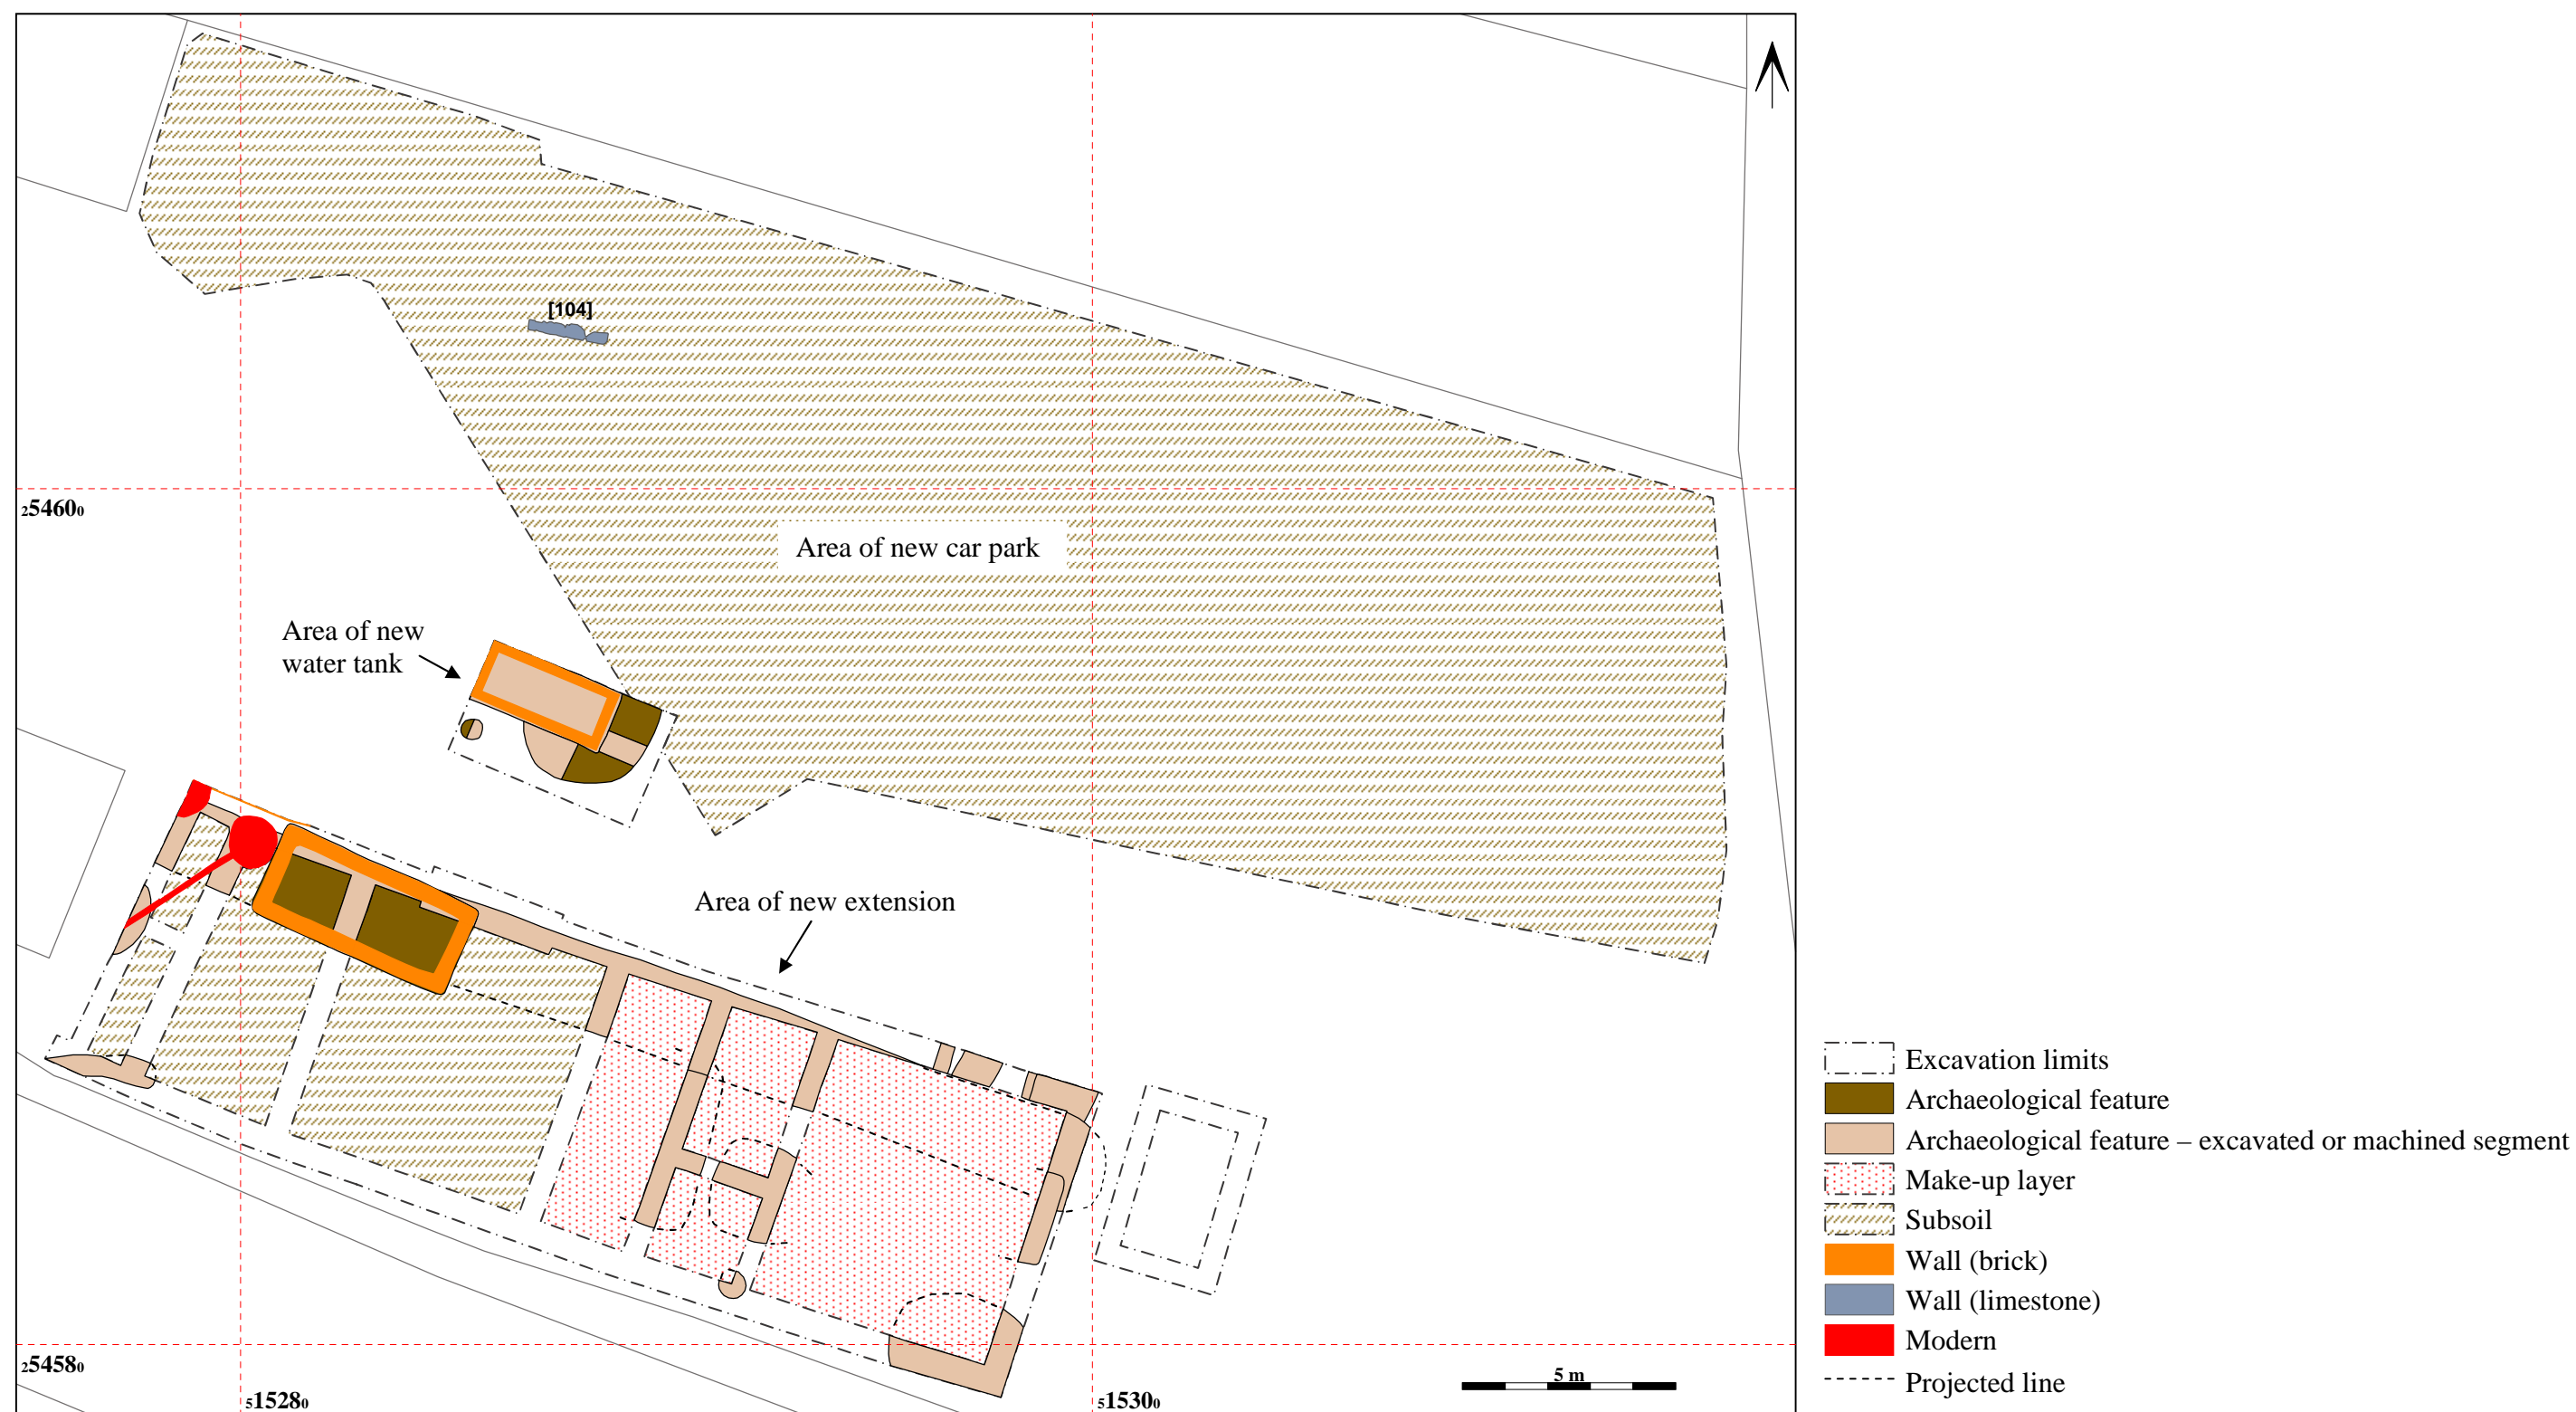 [104]
254600
Area of new car park
Area of new
water tank
Area of new extension
Excavation limits
Archaeological feature
Archaeological feature – excavated or machined segment
Make-up layer
Subsoil
Wall (brick)
Wall (limestone)
Modern
Projected line
254580
5 m
515280
515300